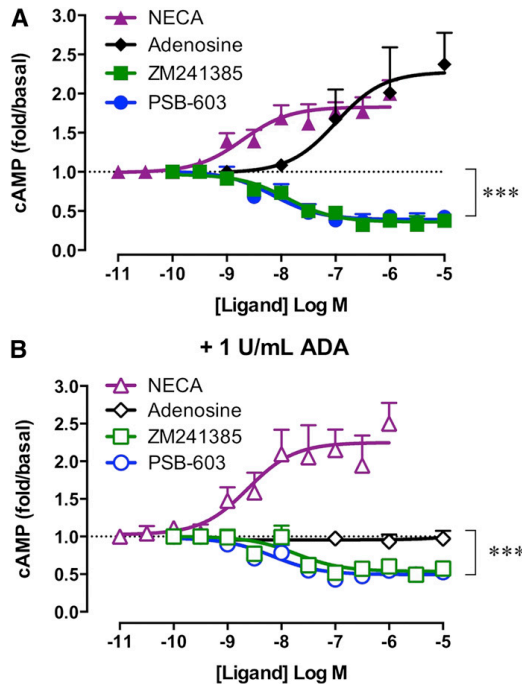 A
3.0
2.5
2.0
1.5
1.0
0.5
0.0
cAMP (fold/basal)
NECA
Adenosine
ZM241385
PSB-603
***
-11 -10 -9 -8 -7 -6 -5
[Ligand] Log M
B
+ 1 U/mL ADA
3.0
2.5
2.0
1.5
1.0
0.5
0.0
cAMP (fold/basal)
NECA
Adenosine
ZM241385
PSB-603
***
-11 -10 -9 -8 -7 -6 -5
[Ligand] Log M